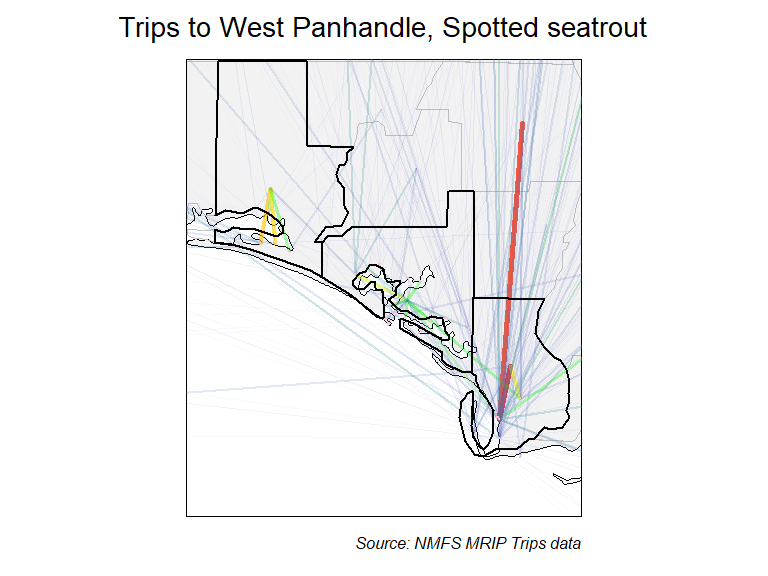 Trips to West Panhandle, Spotted seatrout
Source: NMFS MRIP Trips data